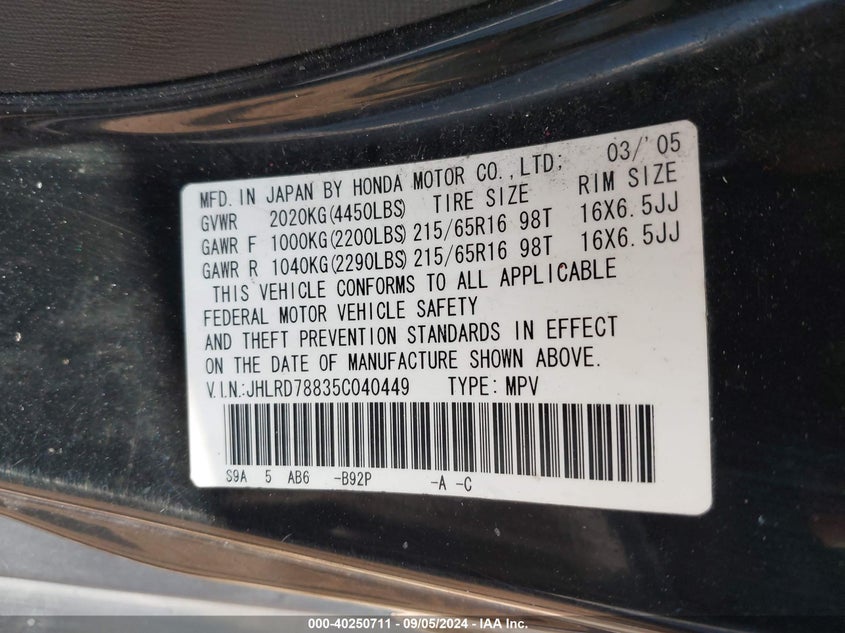 MFD. IN JAPAN BY HONDA MOTOR CO.,LTD; 03/'05
GVWR 2020KG(4450LBS) TIRE SIZE RIM SIZE
GAWR F 1000KG(2200LBS) 215/65R16 98T 16X6.5JJ
GAWR R 1040KG(2290LBS) 215/65R16 98T 16X6.5JJ
THIS VEHICLE CONFORMS TO ALL APPLICABLE
FEDERAL MOTOR VEHICLE SAFETY
AND THEFT PREVENTION STANDARDS IN EFFECT
ON THE DATE OF MANUFACTURE SHOWN ABOVE.
V.I.N.:JHLRD78835C040449 TYPE: MPV
S9A 5 AB6 -B92P -A -C
000-40250711 - 09/05/2024 - IAA Inc.